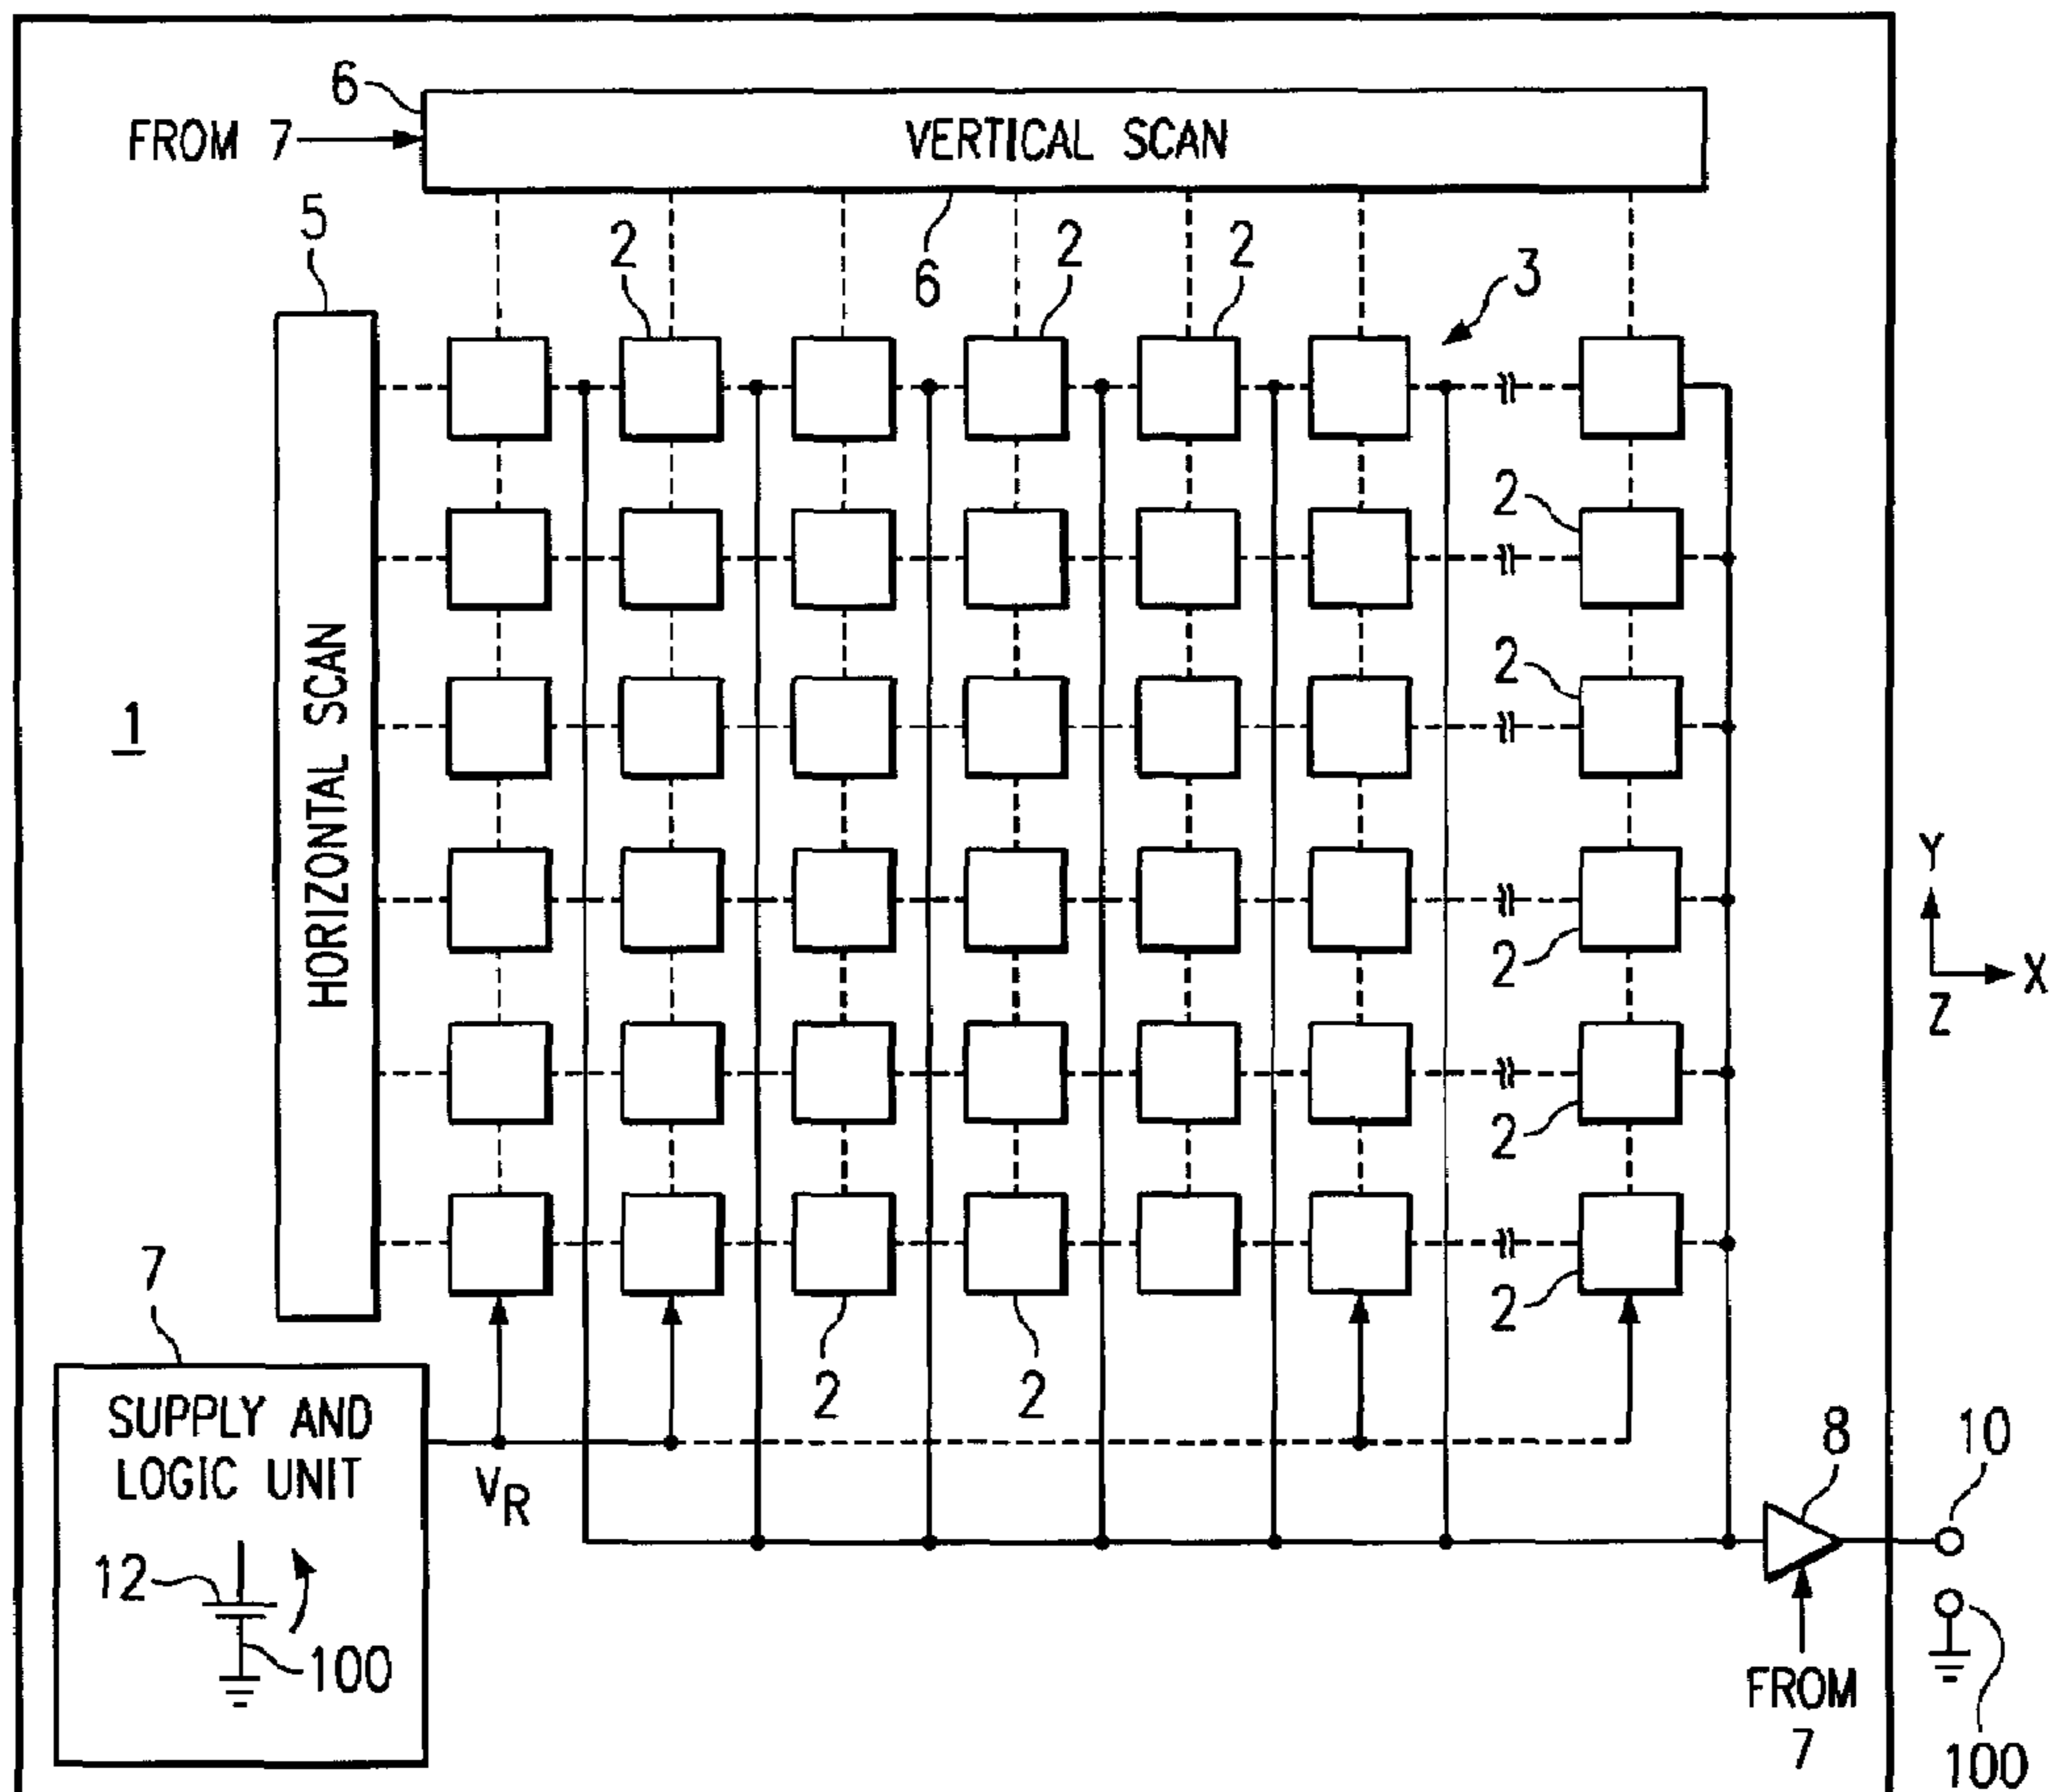 6
FROM 7
VERTICAL SCAN
5
2
6
2
2
3
HORIZONTAL SCAN
1
2
2
2
2
2
Y
X
Z
7
2
2
SUPPLY AND
LOGIC UNIT
VR
12
100
8
10
FROM
7
100